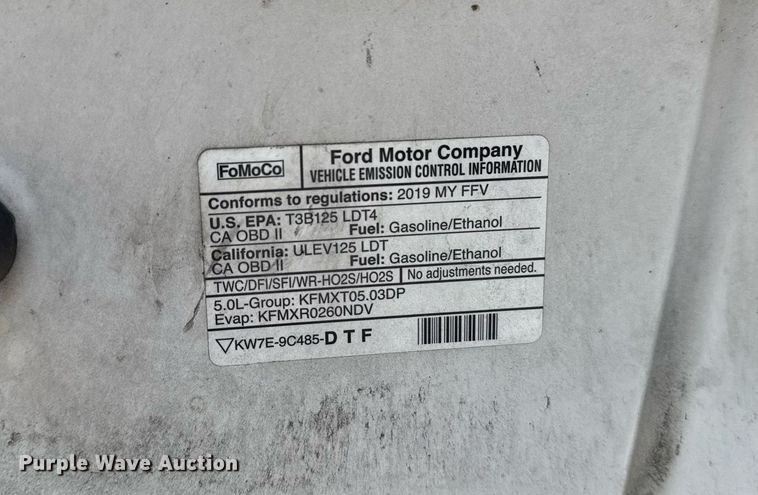 FoMoCo
Ford Motor Company
VEHICLE EMISSION CONTROL INFORMATION
Conforms to regulations: 2019 MY FFV
U.S. EPA: T3B125 LDT4
CA OBD II Fuel: Gasoline/Ethanol
California: ULEV125 LDT
CA OBD II Fuel: Gasoline/Ethanol
TWC/DFI/SFI/WR-HO2S/HO2S No adjustments needed.
5.0L-Group: KFMXT05.03DP
Evap: KFMXR0260NDV
KW7E-9C485-D T F
Purple Wave Auction